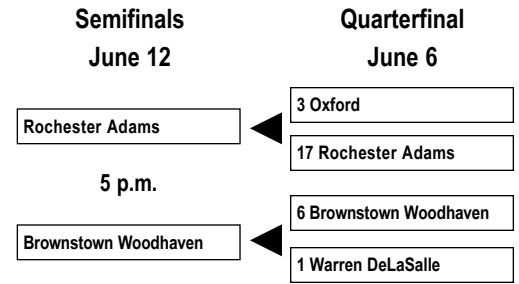 Semifinals
June 12
Quarterfinal
June 6
3 Oxford
Rochester Adams
17 Rochester Adams
5 p.m.
6 Brownstown Woodhaven
Brownstown Woodhaven
1 Warren DeLaSalle